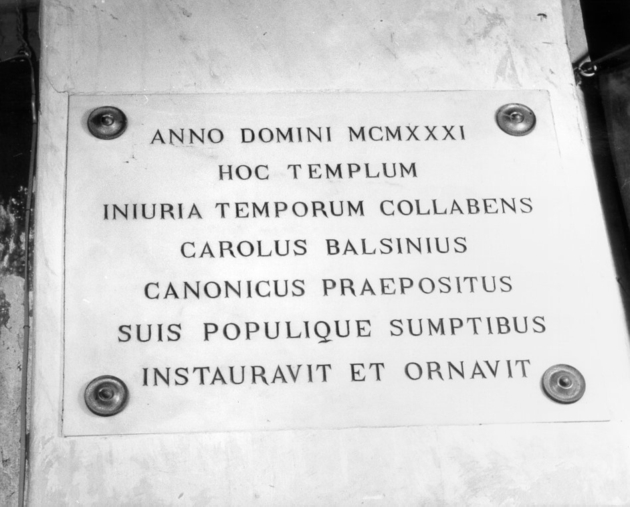 ANNO DOMINI MCMXXXI
HOC TEMPLUM
INIURIA TEMPORUM COLLABENS
CAROLUS BALSINIUS
CANONICUS PRAEPOSITUS
SUIS POPULIQUE SUMPTIBUS
INSTAURAVIT ET ORNAVIT